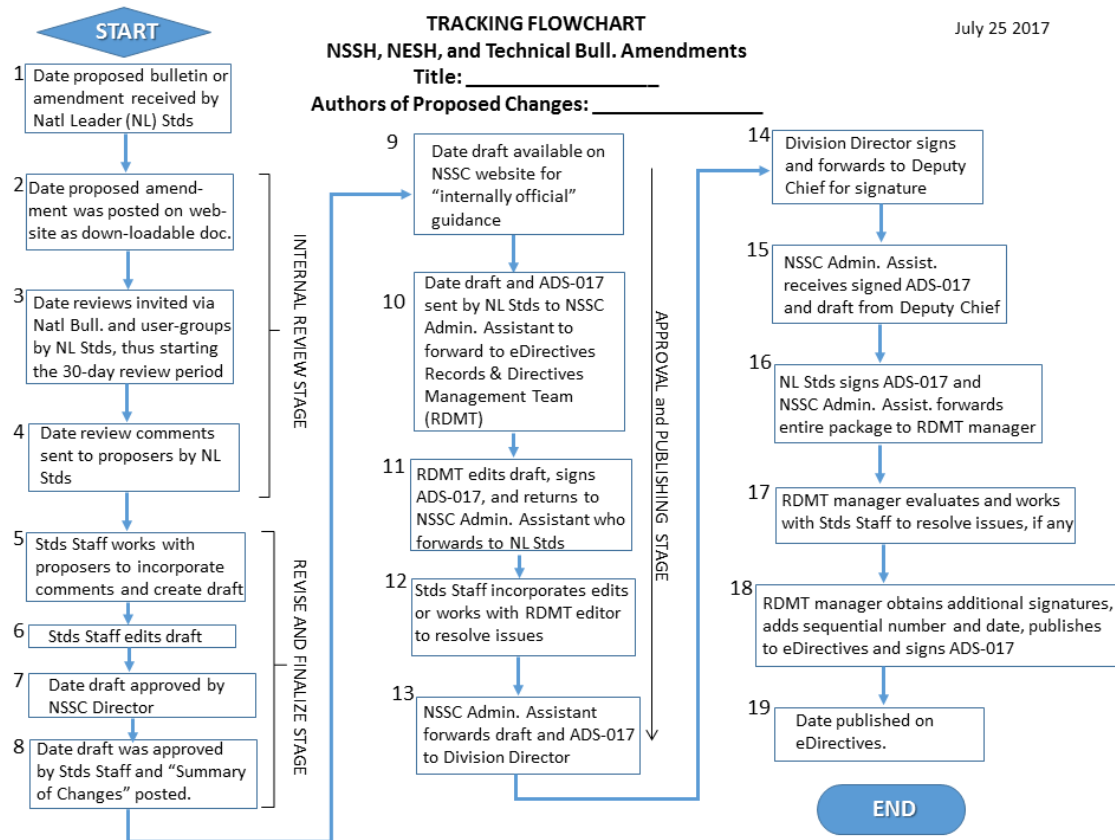 START
TRACKING FLOWCHART
NSSH, NESH, and Technical Bull. Amendments
Title: __________________
Authors of Proposed Changes: ________________
July 25 2017
1
Date proposed bulletin or
amendment received by
Natl Leader (NL) Stds
2
Date proposed amend-
ment was posted on web-
site as down-loadable doc.
3
Date reviews invited via
Natl Bull. and user-groups
by NL Stds, thus starting
the 30-day review period
4
Date review comments
sent to proposers by NL
Stds
INTERNAL REVIEW STAGE
5
Stds Staff works with
proposers to incorporate
comments and create draft
6
Stds Staff edits draft
7
Date draft approved by
NSSC Director
8
Date draft was approved
by Stds Staff and “Summary
of Changes” posted.
REVISE AND FINALIZE STAGE
9
Date draft available on
NSSC website for
“internally official”
guidance
10
Date draft and ADS-017
sent by NL Stds to NSSC
Admin. Assistant to
forward to eDirectives
Records & Directives
Management Team
(RDMT)
11
RDMT edits draft, signs
ADS-017, and returns to
NSSC Admin. Assistant who
forwards to NL Stds
12
Stds Staff incorporates edits
or works with RDMT editor
to resolve issues
13
NSSC Admin. Assistant
forwards draft and ADS-017
to Division Director
APPROVAL and PUBLISHING STAGE
14
Division Director signs
and forwards to Deputy
Chief for signature
15
NSSC Admin. Assist.
receives signed ADS-017
and draft from Deputy Chief
16
NL Stds signs ADS-017 and
NSSC Admin. Assist. forwards
entire package to RDMT manager
17
RDMT manager evaluates and works
with Stds Staff to resolve issues, if any
18
RDMT manager obtains additional signatures,
adds sequential number and date, publishes
to eDirectives and signs ADS-017
19
Date published on
eDirectives.
END